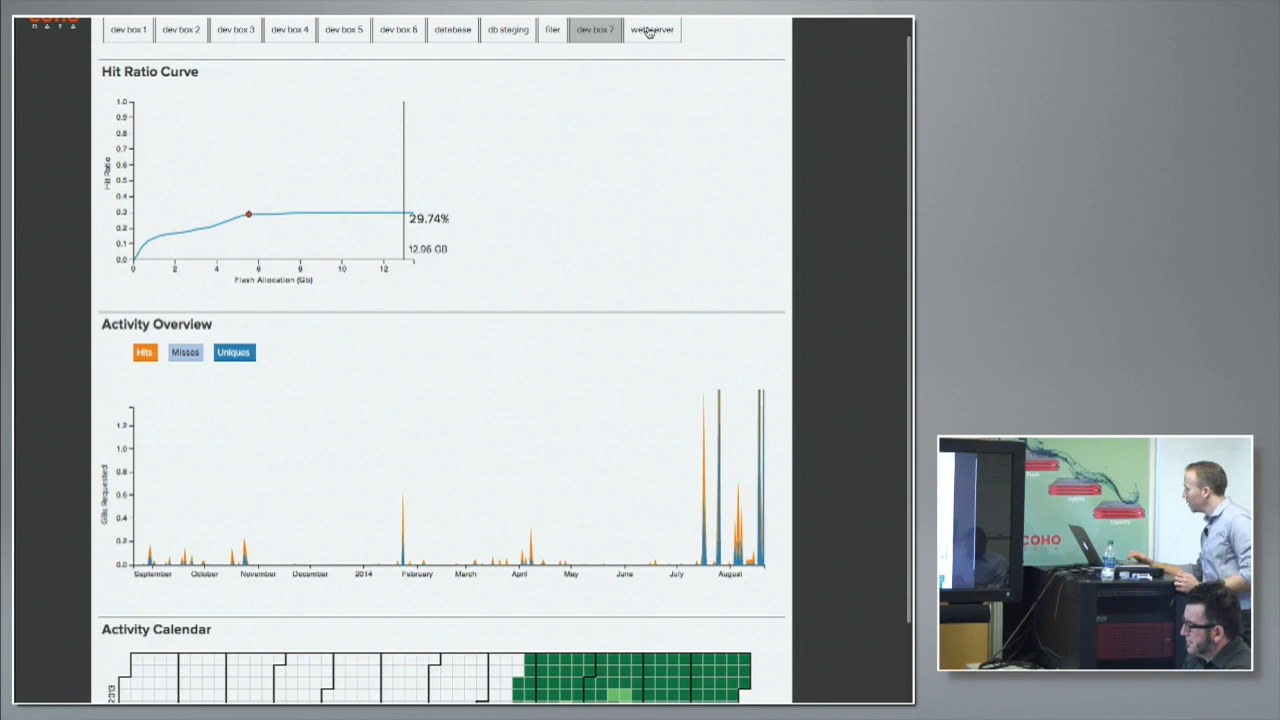 COHO
DATA
dev box 1 dev box 2 dev box 3 dev box 4 dev box 5 dev box 6 database db staging filer dev box 7 webserver
Hit Ratio Curve
1.0
0.9
0.8
0.7
0.6
0.5
0.4
0.3
0.2
0.1
0.0
Hit Ratio
29.74%
12.96 GB
0 2 4 6 8 10 12
Flash Allocation (Gb)
Activity Overview
Hits Misses Uniques
1.2
1.0
0.8
0.6
0.4
0.2
0.0
GBs Requested
September October November December 2014 February March April May June July August
Activity Calendar
2013
COHO